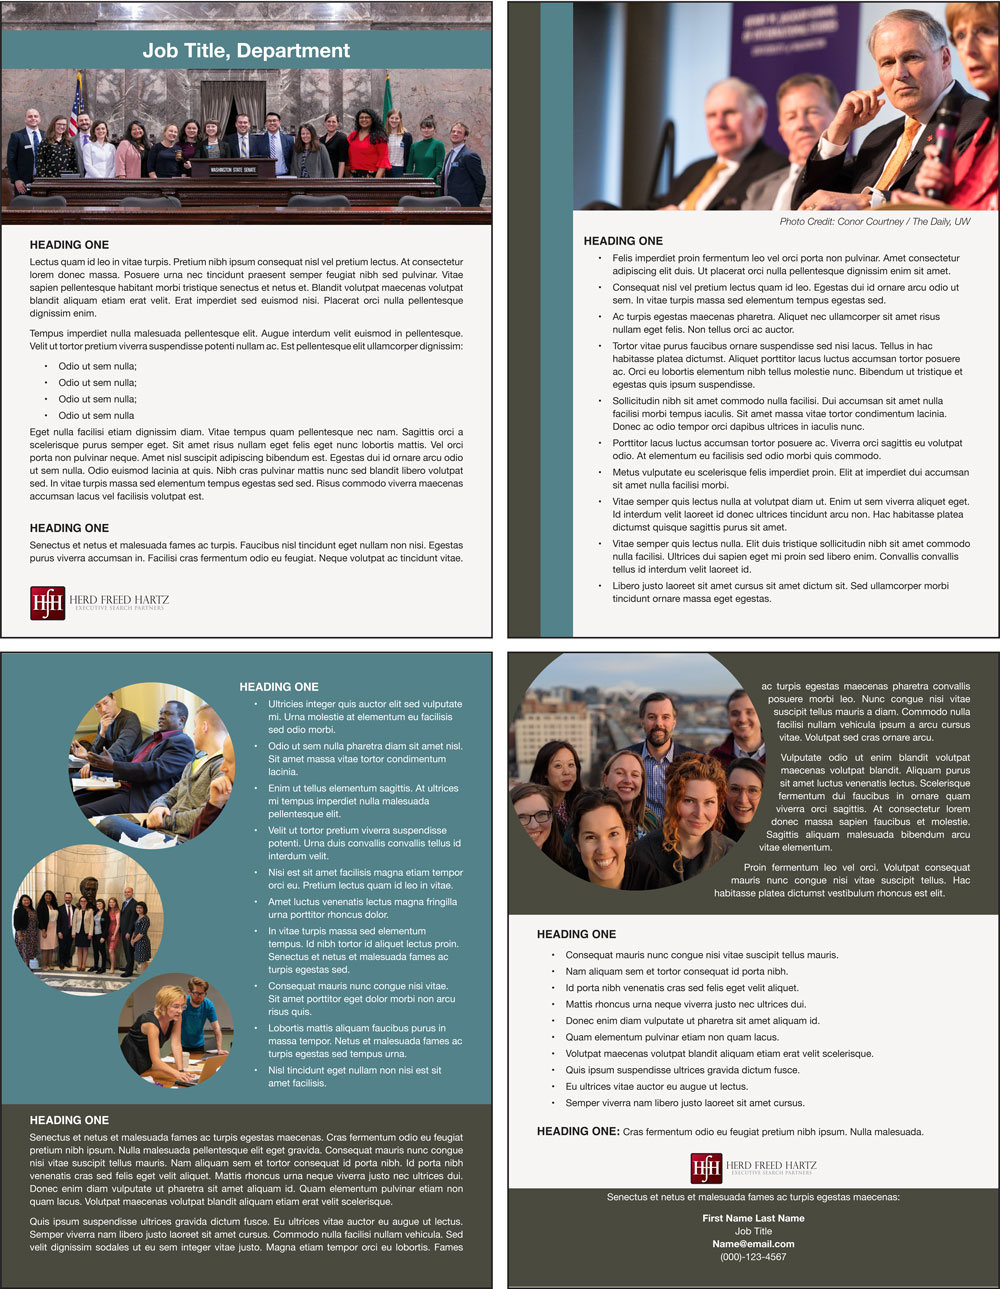 Job Title, Department
WASHINGTON STATE SENATE
HEADING ONE
Lectus quam id leo in vitae turpis. Pretium nibh ipsum consequat nisl vel pretium lectus. At consectetur
lorem donec massa. Posuere urna nec tincidunt praesent semper feugiat nibh sed pulvinar. Vitae
sapien pellentesque habitant morbi tristique senectus et netus et. Blandit volutpat maecenas volutpat
blandit aliquam etiam erat velit. Erat imperdiet sed euismod nisi. Placerat orci nulla pellentesque
dignissim enim.
Tempus imperdiet nulla malesuada pellentesque elit. Augue interdum velit euismod in pellentesque.
Velit ut tortor pretium viverra suspendisse potenti nullam ac. Est pellentesque elit ullamcorper dignissim:
• Odio ut sem nulla;
• Odio ut sem nulla;
• Odio ut sem nulla;
• Odio ut sem nulla
Eget nulla facilisi etiam dignissim diam. Vitae tempus quam pellentesque nec nam. Sagittis orci a
scelerisque purus semper eget. Sit amet risus nullam eget felis eget nunc lobortis mattis. Vel orci
porta non pulvinar neque. Amet nisl suscipit adipiscing bibendum est. Egestas dui id ornare arcu odio
ut sem nulla. Odio euismod lacinia at quis. Nibh cras pulvinar mattis nunc sed blandit libero volutpat
sed. In vitae turpis massa sed elementum tempus egestas sed sed. Risus commodo viverra maecenas
accumsan lacus vel facilisis volutpat est.
HEADING ONE
Senectus et netus et malesuada fames ac turpis. Faucibus nisl tincidunt eget nullam non nisi. Egestas
purus viverra accumsan in. Facilisi cras fermentum odio eu feugiat. Neque volutpat ac tincidunt vitae.
HfH HERD FREED HARTZ
EXECUTIVE SEARCH PARTNERS
Photo Credit: Conor Courtney / The Daily, UW
HEADING ONE
• Felis imperdiet proin fermentum leo vel orci porta non pulvinar. Amet consectetur
adipiscing elit duis. Ut placerat orci nulla pellentesque dignissim enim sit amet.
• Consequat nisl vel pretium lectus quam id leo. Egestas dui id ornare arcu odio ut
sem. In vitae turpis massa sed elementum tempus egestas sed.
• Ac turpis egestas maecenas pharetra. Aliquet nec ullamcorper sit amet risus
nullam eget felis. Non tellus orci ac auctor.
• Tortor vitae purus faucibus ornare suspendisse sed nisi lacus. Tellus in hac
habitasse platea dictumst. Aliquet porttitor lacus luctus accumsan tortor posuere
ac. Orci eu lobortis elementum nibh tellus molestie nunc. Bibendum ut tristique et
egestas quis ipsum suspendisse.
• Sollicitudin nibh sit amet commodo nulla facilisi. Dui accumsan sit amet nulla
facilisi morbi tempus iaculis. Sit amet massa vitae tortor condimentum lacinia.
Donec ac odio tempor orci dapibus ultrices in iaculis nunc.
• Porttitor lacus luctus accumsan tortor posuere ac. Viverra orci sagittis eu volutpat
odio. At elementum eu facilisis sed odio morbi quis commodo.
• Metus vulputate eu scelerisque felis imperdiet proin. Elit at imperdiet dui accumsan
sit amet nulla facilisi morbi.
• Vitae semper quis lectus nulla at volutpat diam ut. Enim ut sem viverra aliquet eget.
Id interdum velit laoreet id donec ultrices tincidunt arcu non. Hac habitasse platea
dictumst quisque sagittis purus sit amet.
• Vitae semper quis lectus nulla. Elit duis tristique sollicitudin nibh sit amet commodo
nulla facilisi. Ultrices dui sapien eget mi proin sed libero enim. Convallis convallis
tellus id interdum velit laoreet id.
• Libero justo laoreet sit amet cursus sit amet dictum sit. Sed ullamcorper morbi
tincidunt ornare massa eget egestas.
HEADING ONE
• Ultricies integer quis auctor elit sed vulputate
mi. Urna molestie at elementum eu facilisis
sed odio morbi.
• Odio ut sem nulla pharetra diam sit amet nisl.
Sit amet massa vitae tortor condimentum
lacinia.
• Enim ut tellus elementum sagittis. At ultrices
mi tempus imperdiet nulla malesuada
pellentesque elit.
• Velit ut tortor pretium viverra suspendisse
potenti. Urna duis convallis convallis tellus id
interdum velit.
• Nisi est sit amet facilisis magna etiam tempor
orci eu. Pretium lectus quam id leo in vitae.
• Amet luctus venenatis lectus magna fringilla
urna porttitor rhoncus dolor.
• In vitae turpis massa sed elementum
tempus. Id nibh tortor id aliquet lectus proin.
Senectus et netus et malesuada fames ac
turpis egestas sed.
• Consequat mauris nunc congue nisi vitae.
Sit amet porttitor eget dolor morbi non arcu
risus quis.
• Lobortis mattis aliquam faucibus purus in
massa tempor. Netus et malesuada fames ac
turpis egestas sed tempus urna.
• Nisl tincidunt eget nullam non nisi est sit
amet facilisis.
HEADING ONE
Senectus et netus et malesuada fames ac turpis egestas maecenas. Cras fermentum odio eu feugiat
pretium nibh ipsum. Nulla pellentesque elit eget gravida. Consequat mauris nunc congue
nisi vitae suscipit tellus mauris. Nam aliquam sem et tortor consequat id porta nibh. Id porta nibh
venenatis cras sed felis eget velit aliquet. Mattis rhoncus urna neque viverra justo nec ultrices dui.
Donec enim diam vulputate ut pharetra sit amet aliquam id. Quam elementum pulvinar etiam non
quam lacus. Volutpat maecenas volutpat blandit aliquam etiam erat velit scelerisque.
Quis ipsum suspendisse ultrices gravida dictum fusce. Eu ultrices vitae auctor eu augue ut lectus.
Semper viverra nam libero justo laoreet sit amet cursus. Commodo nulla facilisi nullam vehicula. Sed
velit dignissim sodales ut eu sem integer vitae justo. Magna etiam tempor orci eu lobortis. Fames
ac turpis egestas maecenas pharetra convallis
posuere morbi leo. Nunc congue nisi vitae
suscipit tellus mauris a diam. Commodo nulla
facilisi nullam vehicula ipsum a arcu cursus
vitae. Volutpat sed cras ornare arcu.
Vulputate odio ut enim blandit volutpat
maecenas volutpat blandit. Aliquam purus
sit amet luctus venenatis lectus. Scelerisque
fermentum dui faucibus in ornare quam
viverra orci sagittis. At consectetur lorem
donec massa sapien faucibus et molestie.
Sagittis aliquam malesuada bibendum arcu
vitae elementum.
Proin fermentum leo vel orci. Volutpat consequat
mauris nunc congue nisi vitae suscipit tellus. Hac
habitasse platea dictumst vestibulum rhoncus est elit.
HEADING ONE
• Consequat mauris nunc congue nisi vitae suscipit tellus mauris.
• Nam aliquam sem et tortor consequat id porta nibh.
• Id porta nibh venenatis cras sed felis eget velit aliquet.
• Mattis rhoncus urna neque viverra justo nec ultrices dui.
• Donec enim diam vulputate ut pharetra sit amet aliquam id.
• Quam elementum pulvinar etiam non quam lacus.
• Volutpat maecenas volutpat blandit aliquam etiam erat velit scelerisque.
• Quis ipsum suspendisse ultrices gravida dictum fusce.
• Eu ultrices vitae auctor eu augue ut lectus.
• Semper viverra nam libero justo laoreet sit amet cursus.
HEADING ONE: Cras fermentum odio eu feugiat pretium nibh ipsum. Nulla malesuada.
HfH HERD FREED HARTZ
EXECUTIVE SEARCH PARTNERS
Senectus et netus et malesuada fames ac turpis egestas maecenas:
First Name Last Name
Job Title
Name@email.com
(000)-123-4567